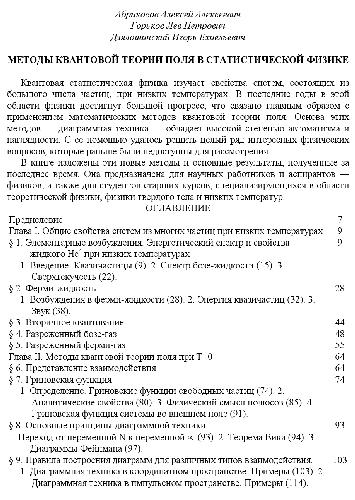 Абрикосов Алексей Алексеевич
Горьков Лев Петрович
Дзялошинский Игорь Ехиельевич
МЕТОДЫ КВАНТОВОЙ ТЕОРИИ ПОЛЯ В СТАТИСТИЧЕСКОЙ ФИЗИКЕ
Квантовая статистическая физика изучает свойства систем, состоящих из
большого числа частиц, при низких температурах. В последние годы в этой
области физики достигнут большой прогресс, что связано главным образом с
применением математических методов квантовой теории поля. Основа этих
методов — диаграммная техника — обладает высокой степенью автоматизма и
наглядности. С ее помощью удалось решить целый ряд интересных физических
вопросов, которые раньше были недоступны для рассмотрения.
В книге изложены эти новые методы и основные результаты, полученные за
последнее время. Она предназначена для научных работников и аспирантов —
физиков, а также для студентов старших курсов, специализирующихся в области
теоретической физики, физики твердого тела и низких температур.
ОГЛАВЛЕНИЕ
Предисловие 7
Глава I. Общие свойства систем из многих частиц при низких температурах 9
§ 1. Элементарные возбуждения. Энергетический спектр и свойства 9
жидкого He⁴ при низких температурах
1. Введение. Квазичастицы (9). 2. Спектр бозе-жидкости (15). 3.
Сверхтекучесть (22).
§ 2. Ферми-жидкость 28
1. Возбуждения в ферми-жидкости (28). 2. Энергия квазичастиц (32). 3.
Звук (38).
§ 3. Вторичное квантование 44
§ 4. Разреженный бозе-газ 48
§ 5. Разреженный ферми-газ 55
Глава II. Методы квантовой теории поля при T=0 64
§ 6. Представление взаимодействия 64
§ 7. Гриновская функция 74
1. Определение. Гриновские функции свободных частиц (74). 2.
Аналитические свойства (80). 3. Физический смысл полюсов (85). 4.
Гриновская функция системы во внешнем поле (91).
§ 8. Основные принципы диаграммной техники 93
Переход от переменной N к переменной μ (93). 2. Теорема Вика (94). 3.
Диаграммы Фейнмана (97).
§ 9. Правила построения диаграмм для различных типов взаимодействия. 103
1. Диаграммная техника в координатном пространстве. Примеры (103). 2.
Диаграммная техника в импульсном пространстве. Примеры (114).